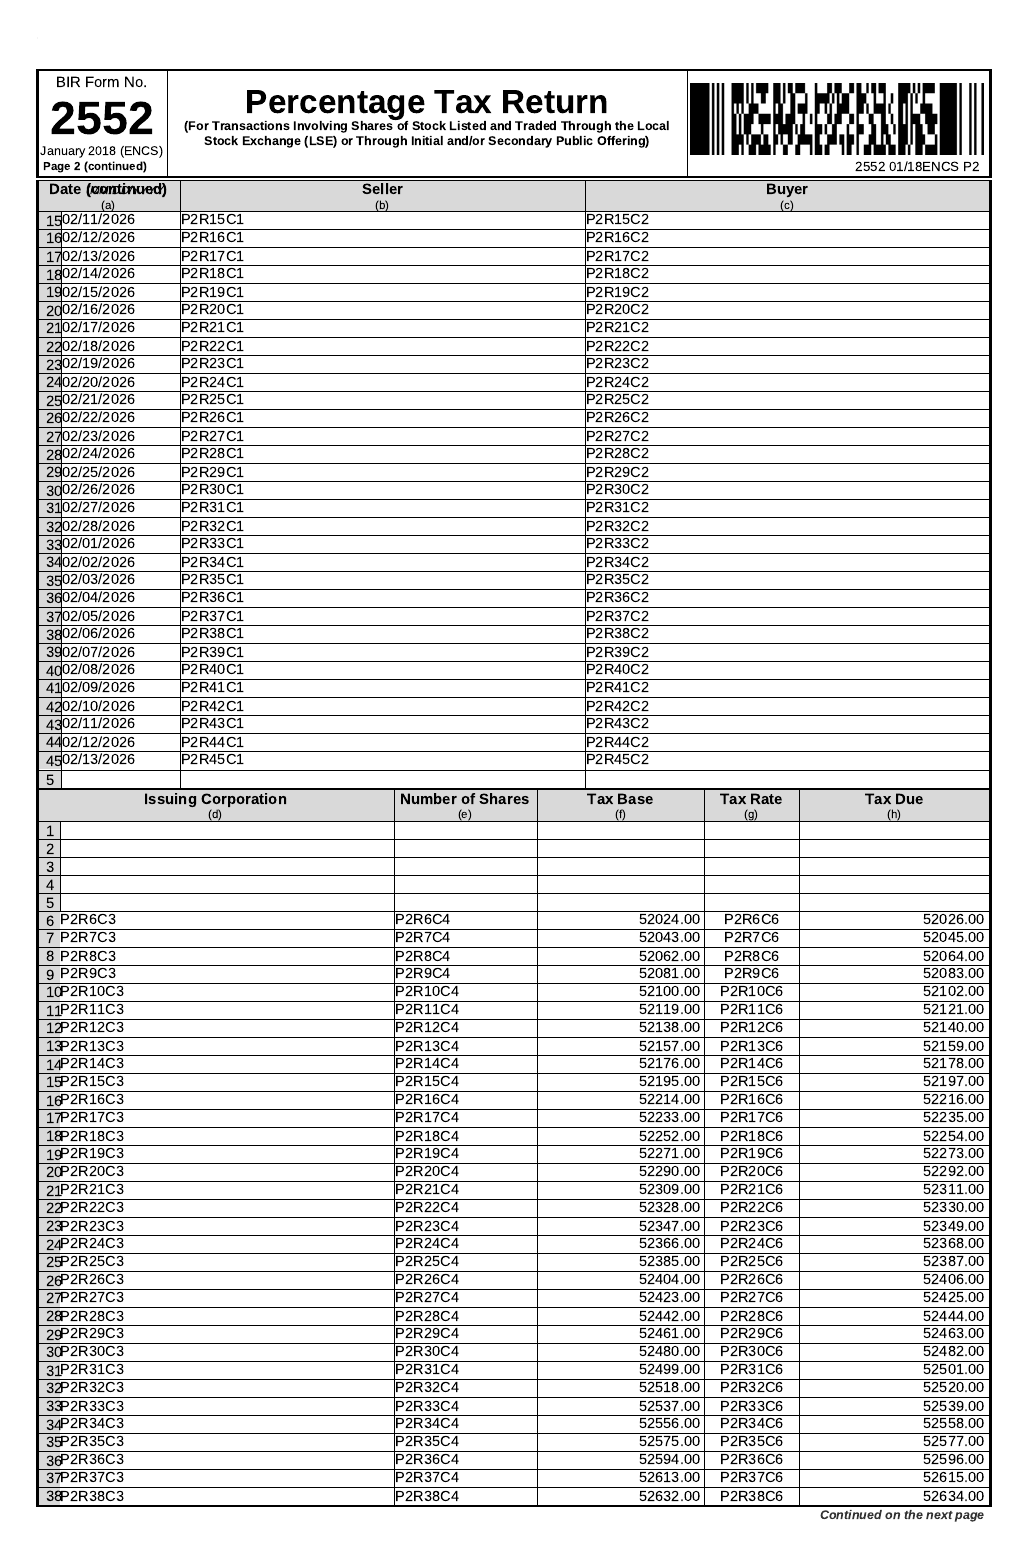 BIR Form No.
2552
January 2018 (ENCS)
Page 2 (continued)
Percentage Tax Return
(For Transactions Involving Shares of Stock Listed and Traded Through the Local
Stock Exchange (LSE) or Through Initial and/or Secondary Public Offering)
2552 01/18ENCS P2
Date (continued) Seller Buyer
(a) (b) (c)
15 02/11/2026 P2R15C1 P2R15C2
16 02/12/2026 P2R16C1 P2R16C2
17 02/13/2026 P2R17C1 P2R17C2
18 02/14/2026 P2R18C1 P2R18C2
19 02/15/2026 P2R19C1 P2R19C2
20 02/16/2026 P2R20C1 P2R20C2
21 02/17/2026 P2R21C1 P2R21C2
22 02/18/2026 P2R22C1 P2R22C2
23 02/19/2026 P2R23C1 P2R23C2
24 02/20/2026 P2R24C1 P2R24C2
25 02/21/2026 P2R25C1 P2R25C2
26 02/22/2026 P2R26C1 P2R26C2
27 02/23/2026 P2R27C1 P2R27C2
28 02/24/2026 P2R28C1 P2R28C2
29 02/25/2026 P2R29C1 P2R29C2
30 02/26/2026 P2R30C1 P2R30C2
31 02/27/2026 P2R31C1 P2R31C2
32 02/28/2026 P2R32C1 P2R32C2
33 02/01/2026 P2R33C1 P2R33C2
34 02/02/2026 P2R34C1 P2R34C2
35 02/03/2026 P2R35C1 P2R35C2
36 02/04/2026 P2R36C1 P2R36C2
37 02/05/2026 P2R37C1 P2R37C2
38 02/06/2026 P2R38C1 P2R38C2
39 02/07/2026 P2R39C1 P2R39C2
40 02/08/2026 P2R40C1 P2R40C2
41 02/09/2026 P2R41C1 P2R41C2
42 02/10/2026 P2R42C1 P2R42C2
43 02/11/2026 P2R43C1 P2R43C2
44 02/12/2026 P2R44C1 P2R44C2
45 02/13/2026 P2R45C1 P2R45C2
5
Issuing Corporation Number of Shares Tax Base Tax Rate Tax Due
(d) (e) (f) (g) (h)
1
2
3
4
5
6 P2R6C3 P2R6C4 52024.00 P2R6C6 52026.00
7 P2R7C3 P2R7C4 52043.00 P2R7C6 52045.00
8 P2R8C3 P2R8C4 52062.00 P2R8C6 52064.00
9 P2R9C3 P2R9C4 52081.00 P2R9C6 52083.00
10 P2R10C3 P2R10C4 52100.00 P2R10C6 52102.00
11 P2R11C3 P2R11C4 52119.00 P2R11C6 52121.00
12 P2R12C3 P2R12C4 52138.00 P2R12C6 52140.00
13 P2R13C3 P2R13C4 52157.00 P2R13C6 52159.00
14 P2R14C3 P2R14C4 52176.00 P2R14C6 52178.00
15 P2R15C3 P2R15C4 52195.00 P2R15C6 52197.00
16 P2R16C3 P2R16C4 52214.00 P2R16C6 52216.00
17 P2R17C3 P2R17C4 52233.00 P2R17C6 52235.00
18 P2R18C3 P2R18C4 52252.00 P2R18C6 52254.00
19 P2R19C3 P2R19C4 52271.00 P2R19C6 52273.00
20 P2R20C3 P2R20C4 52290.00 P2R20C6 52292.00
21 P2R21C3 P2R21C4 52309.00 P2R21C6 52311.00
22 P2R22C3 P2R22C4 52328.00 P2R22C6 52330.00
23 P2R23C3 P2R23C4 52347.00 P2R23C6 52349.00
24 P2R24C3 P2R24C4 52366.00 P2R24C6 52368.00
25 P2R25C3 P2R25C4 52385.00 P2R25C6 52387.00
26 P2R26C3 P2R26C4 52404.00 P2R26C6 52406.00
27 P2R27C3 P2R27C4 52423.00 P2R27C6 52425.00
28 P2R28C3 P2R28C4 52442.00 P2R28C6 52444.00
29 P2R29C3 P2R29C4 52461.00 P2R29C6 52463.00
30 P2R30C3 P2R30C4 52480.00 P2R30C6 52482.00
31 P2R31C3 P2R31C4 52499.00 P2R31C6 52501.00
32 P2R32C3 P2R32C4 52518.00 P2R32C6 52520.00
33 P2R33C3 P2R33C4 52537.00 P2R33C6 52539.00
34 P2R34C3 P2R34C4 52556.00 P2R34C6 52558.00
35 P2R35C3 P2R35C4 52575.00 P2R35C6 52577.00
36 P2R36C3 P2R36C4 52594.00 P2R36C6 52596.00
37 P2R37C3 P2R37C4 52613.00 P2R37C6 52615.00
38 P2R38C3 P2R38C4 52632.00 P2R38C6 52634.00
Continued on the next page